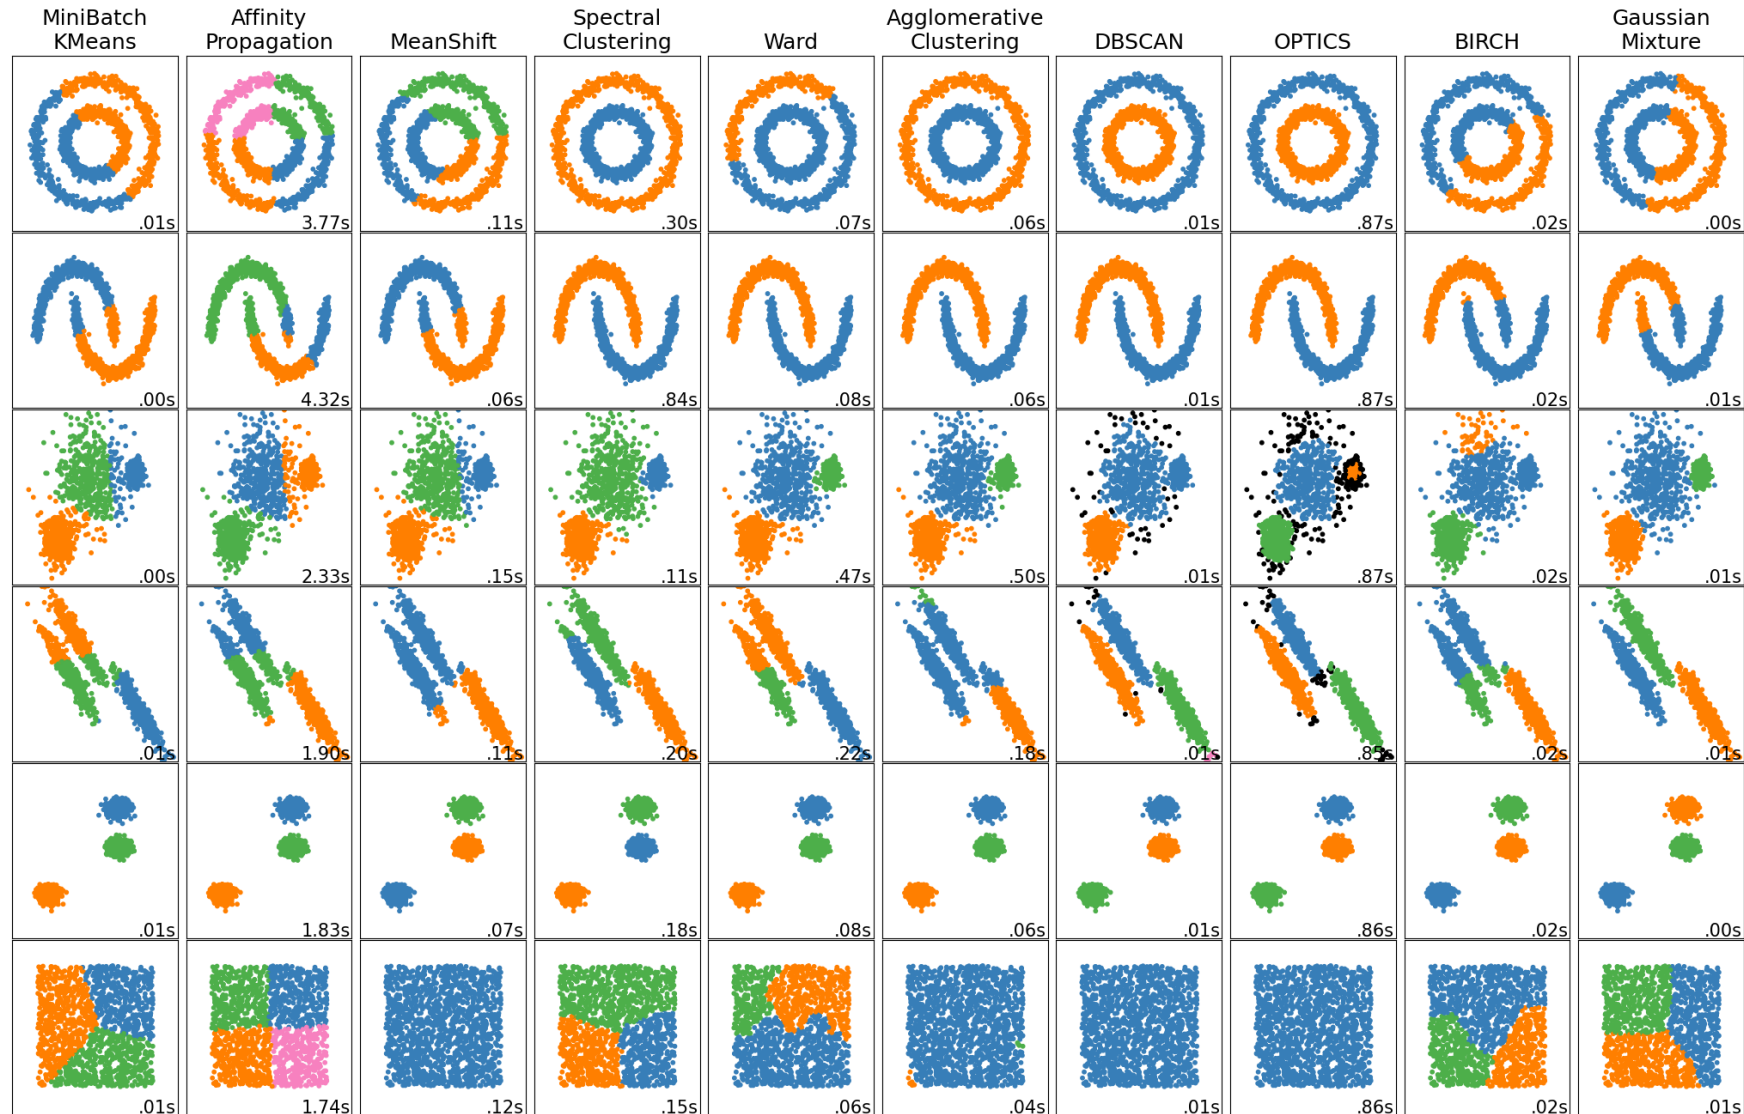 MiniBatch
KMeans
Affinity
Propagation
MeanShift
Spectral
Clustering
Ward
Agglomerative
Clustering
DBSCAN
OPTICS
BIRCH
Gaussian
Mixture
.01s
3.77s
.11s
.30s
.07s
.06s
.01s
.87s
.02s
.00s
.00s
4.32s
.06s
.84s
.08s
.06s
.01s
.87s
.02s
.01s
.00s
2.33s
.15s
.11s
.47s
.50s
.01s
.87s
.02s
.01s
.01s
1.90s
.11s
.20s
.22s
.18s
.01s
.02s
.01s
.01s
1.83s
.07s
.18s
.08s
.06s
.01s
.86s
.02s
.00s
.01s
1.74s
.12s
.15s
.06s
.04s
.01s
.86s
.02s
.01s